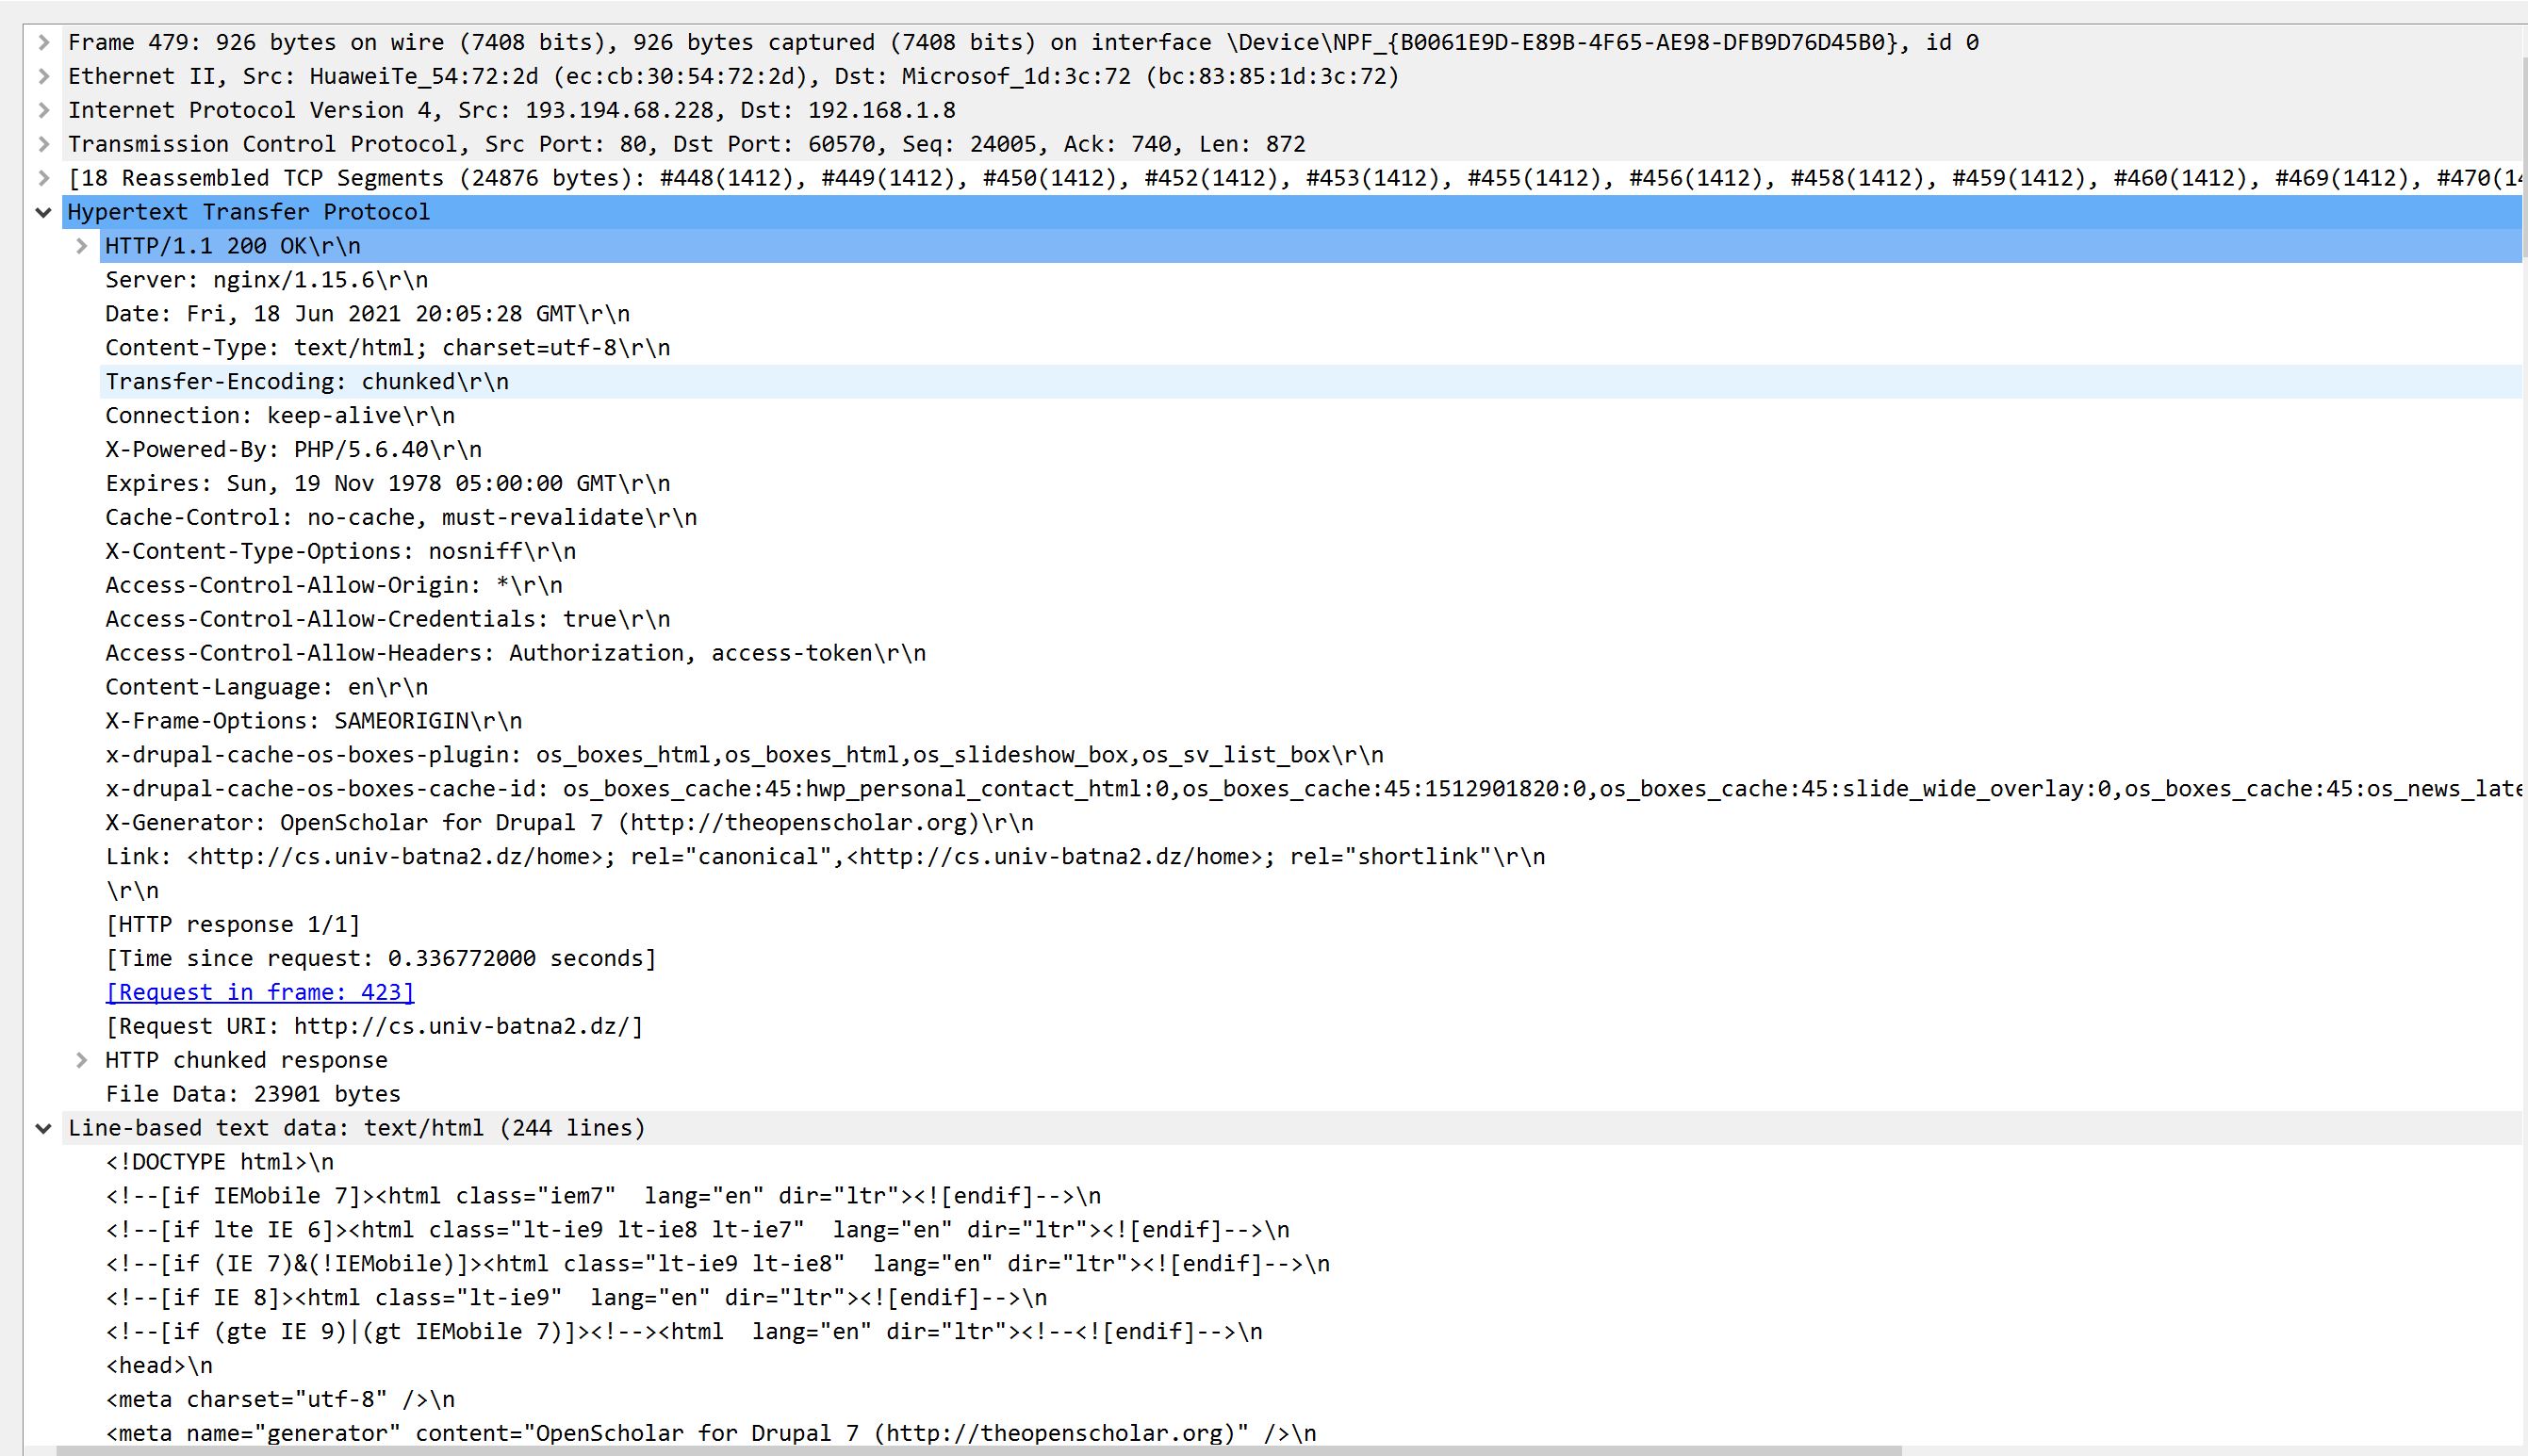 Frame 479: 926 bytes on wire (7408 bits), 926 bytes captured (7408 bits) on interface \Device\NPF_{B0061E9D-E89B-4F65-AE98-DFB9D76D45B0}, id 0
Ethernet II, Src: HuaweiTe_54:72:2d (ec:cb:30:54:72:2d), Dst: Microsof_1d:3c:72 (bc:83:85:1d:3c:72)
Internet Protocol Version 4, Src: 193.194.68.228, Dst: 192.168.1.8
Transmission Control Protocol, Src Port: 80, Dst Port: 60570, Seq: 24005, Ack: 740, Len: 872
[18 Reassembled TCP Segments (24876 bytes): #448(1412), #449(1412), #450(1412), #452(1412), #453(1412), #455(1412), #456(1412), #458(1412), #459(1412), #460(1412), #469(1412),
Hypertext Transfer Protocol
HTTP/1.1 200 OK\r\n
Server: nginx/1.15.6\r\n
Date: Fri, 18 Jun 2021 20:05:28 GMT\r\n
Content-Type: text/html; charset=utf-8\r\n
Transfer-Encoding: chunked\r\n
Connection: keep-alive\r\n
X-Powered-By: PHP/5.6.40\r\n
Expires: Sun, 19 Nov 1978 05:00:00 GMT\r\n
Cache-Control: no-cache, must-revalidate\r\n
X-Content-Type-Options: nosniff\r\n
Access-Control-Allow-Origin: *\r\n
Access-Control-Allow-Credentials: true\r\n
Access-Control-Allow-Headers: Authorization, access-token\r\n
Content-Language: en\r\n
X-Frame-Options: SAMEORIGIN\r\n
x-drupal-cache-os-boxes-plugin: os_boxes_html,os_boxes_html,os_slideshow_box,os_sv_list_box\r\n
x-drupal-cache-os-boxes-cache-id: os_boxes_cache:45:hwp_personal_contact_html:0,os_boxes_cache:45:1512901820:0,os_boxes_cache:45:slide_wide_overlay:0,os_boxes_cache:45:os_news_late
X-Generator: OpenScholar for Drupal 7 (http://theopenscholar.org)\r\n
Link: <http://cs.univ-batna2.dz/home>; rel="canonical",<http://cs.univ-batna2.dz/home>; rel="shortlink"\r\n
\r\n
[HTTP response 1/1]
[Time since request: 0.336772000 seconds]
[Request in frame: 423]
[Request URI: http://cs.univ-batna2.dz/]
HTTP chunked response
File Data: 23901 bytes
Line-based text data: text/html (244 lines)
<!DOCTYPE html>\n
<!--[if IEMobile 7]><html class="iem7"  lang="en" dir="ltr"><![endif]-->\n
<!--[if lte IE 6]><html class="lt-ie9 lt-ie8 lt-ie7"  lang="en" dir="ltr"><![endif]-->\n
<!--[if (IE 7)&(!IEMobile)]><html class="lt-ie9 lt-ie8"  lang="en" dir="ltr"><![endif]-->\n
<!--[if IE 8]><html class="lt-ie9"  lang="en" dir="ltr"><![endif]-->\n
<!--[if (gte IE 9)|(gt IEMobile 7)]><!--><html  lang="en" dir="ltr"><!--<![endif]-->\n
<head>\n
<meta charset="utf-8" />\n
<meta name="generator" content="OpenScholar for Drupal 7 (http://theopenscholar.org)" />\n